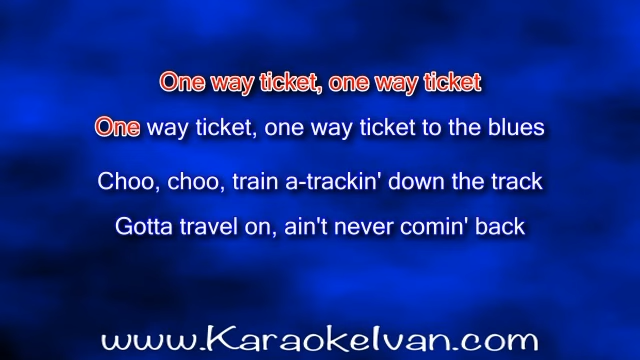 One way ticket, one way ticket
One way ticket, one way ticket to the blues
Choo, choo, train a-trackin' down the track
Gotta travel on, ain't never comin' back
www.KaraokeIvan.com